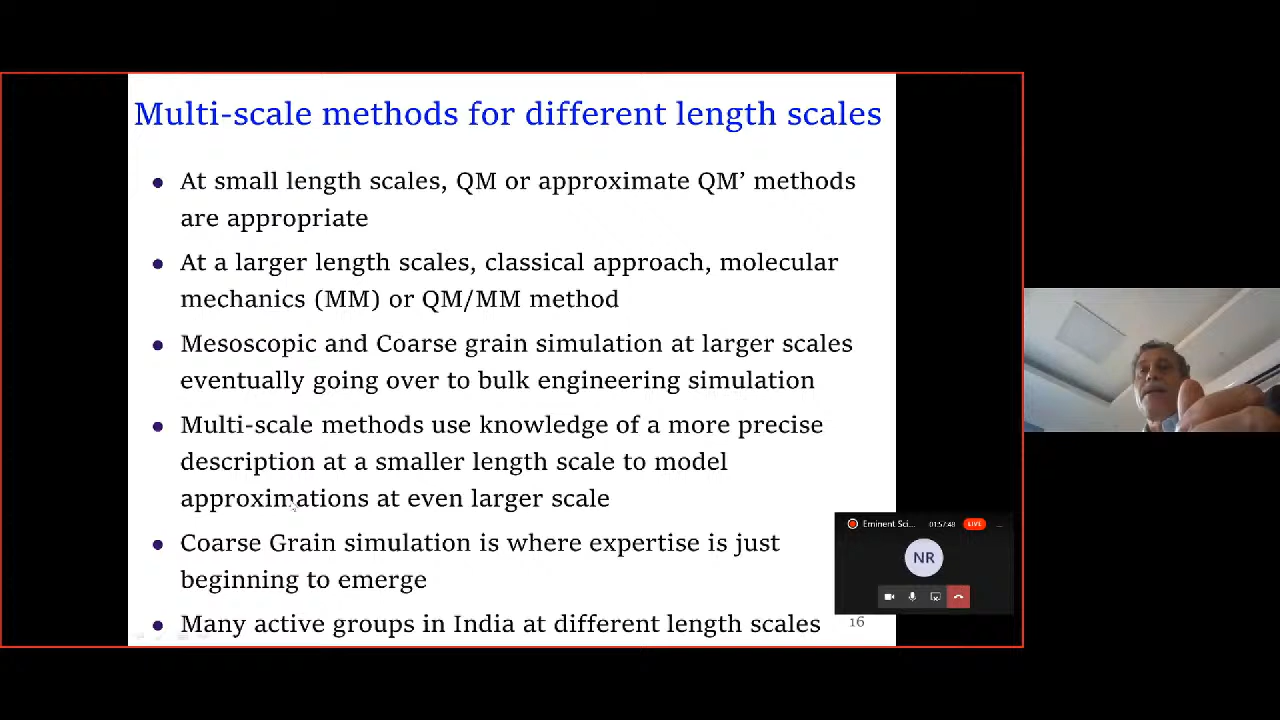 Multi-scale methods for different length scales
• At small length scales, QM or approximate QM’ methods
are appropriate
• At a larger length scales, classical approach, molecular
mechanics (MM) or QM/MM method
• Mesoscopic and Coarse grain simulation at larger scales
eventually going over to bulk engineering simulation
• Multi-scale methods use knowledge of a more precise
description at a smaller length scale to model
approximations at even larger scale
• Coarse Grain simulation is where expertise is just
beginning to emerge
• Many active groups in India at different length scales
16
Eminent Sci... 01:57:48 LIVE ...
NR